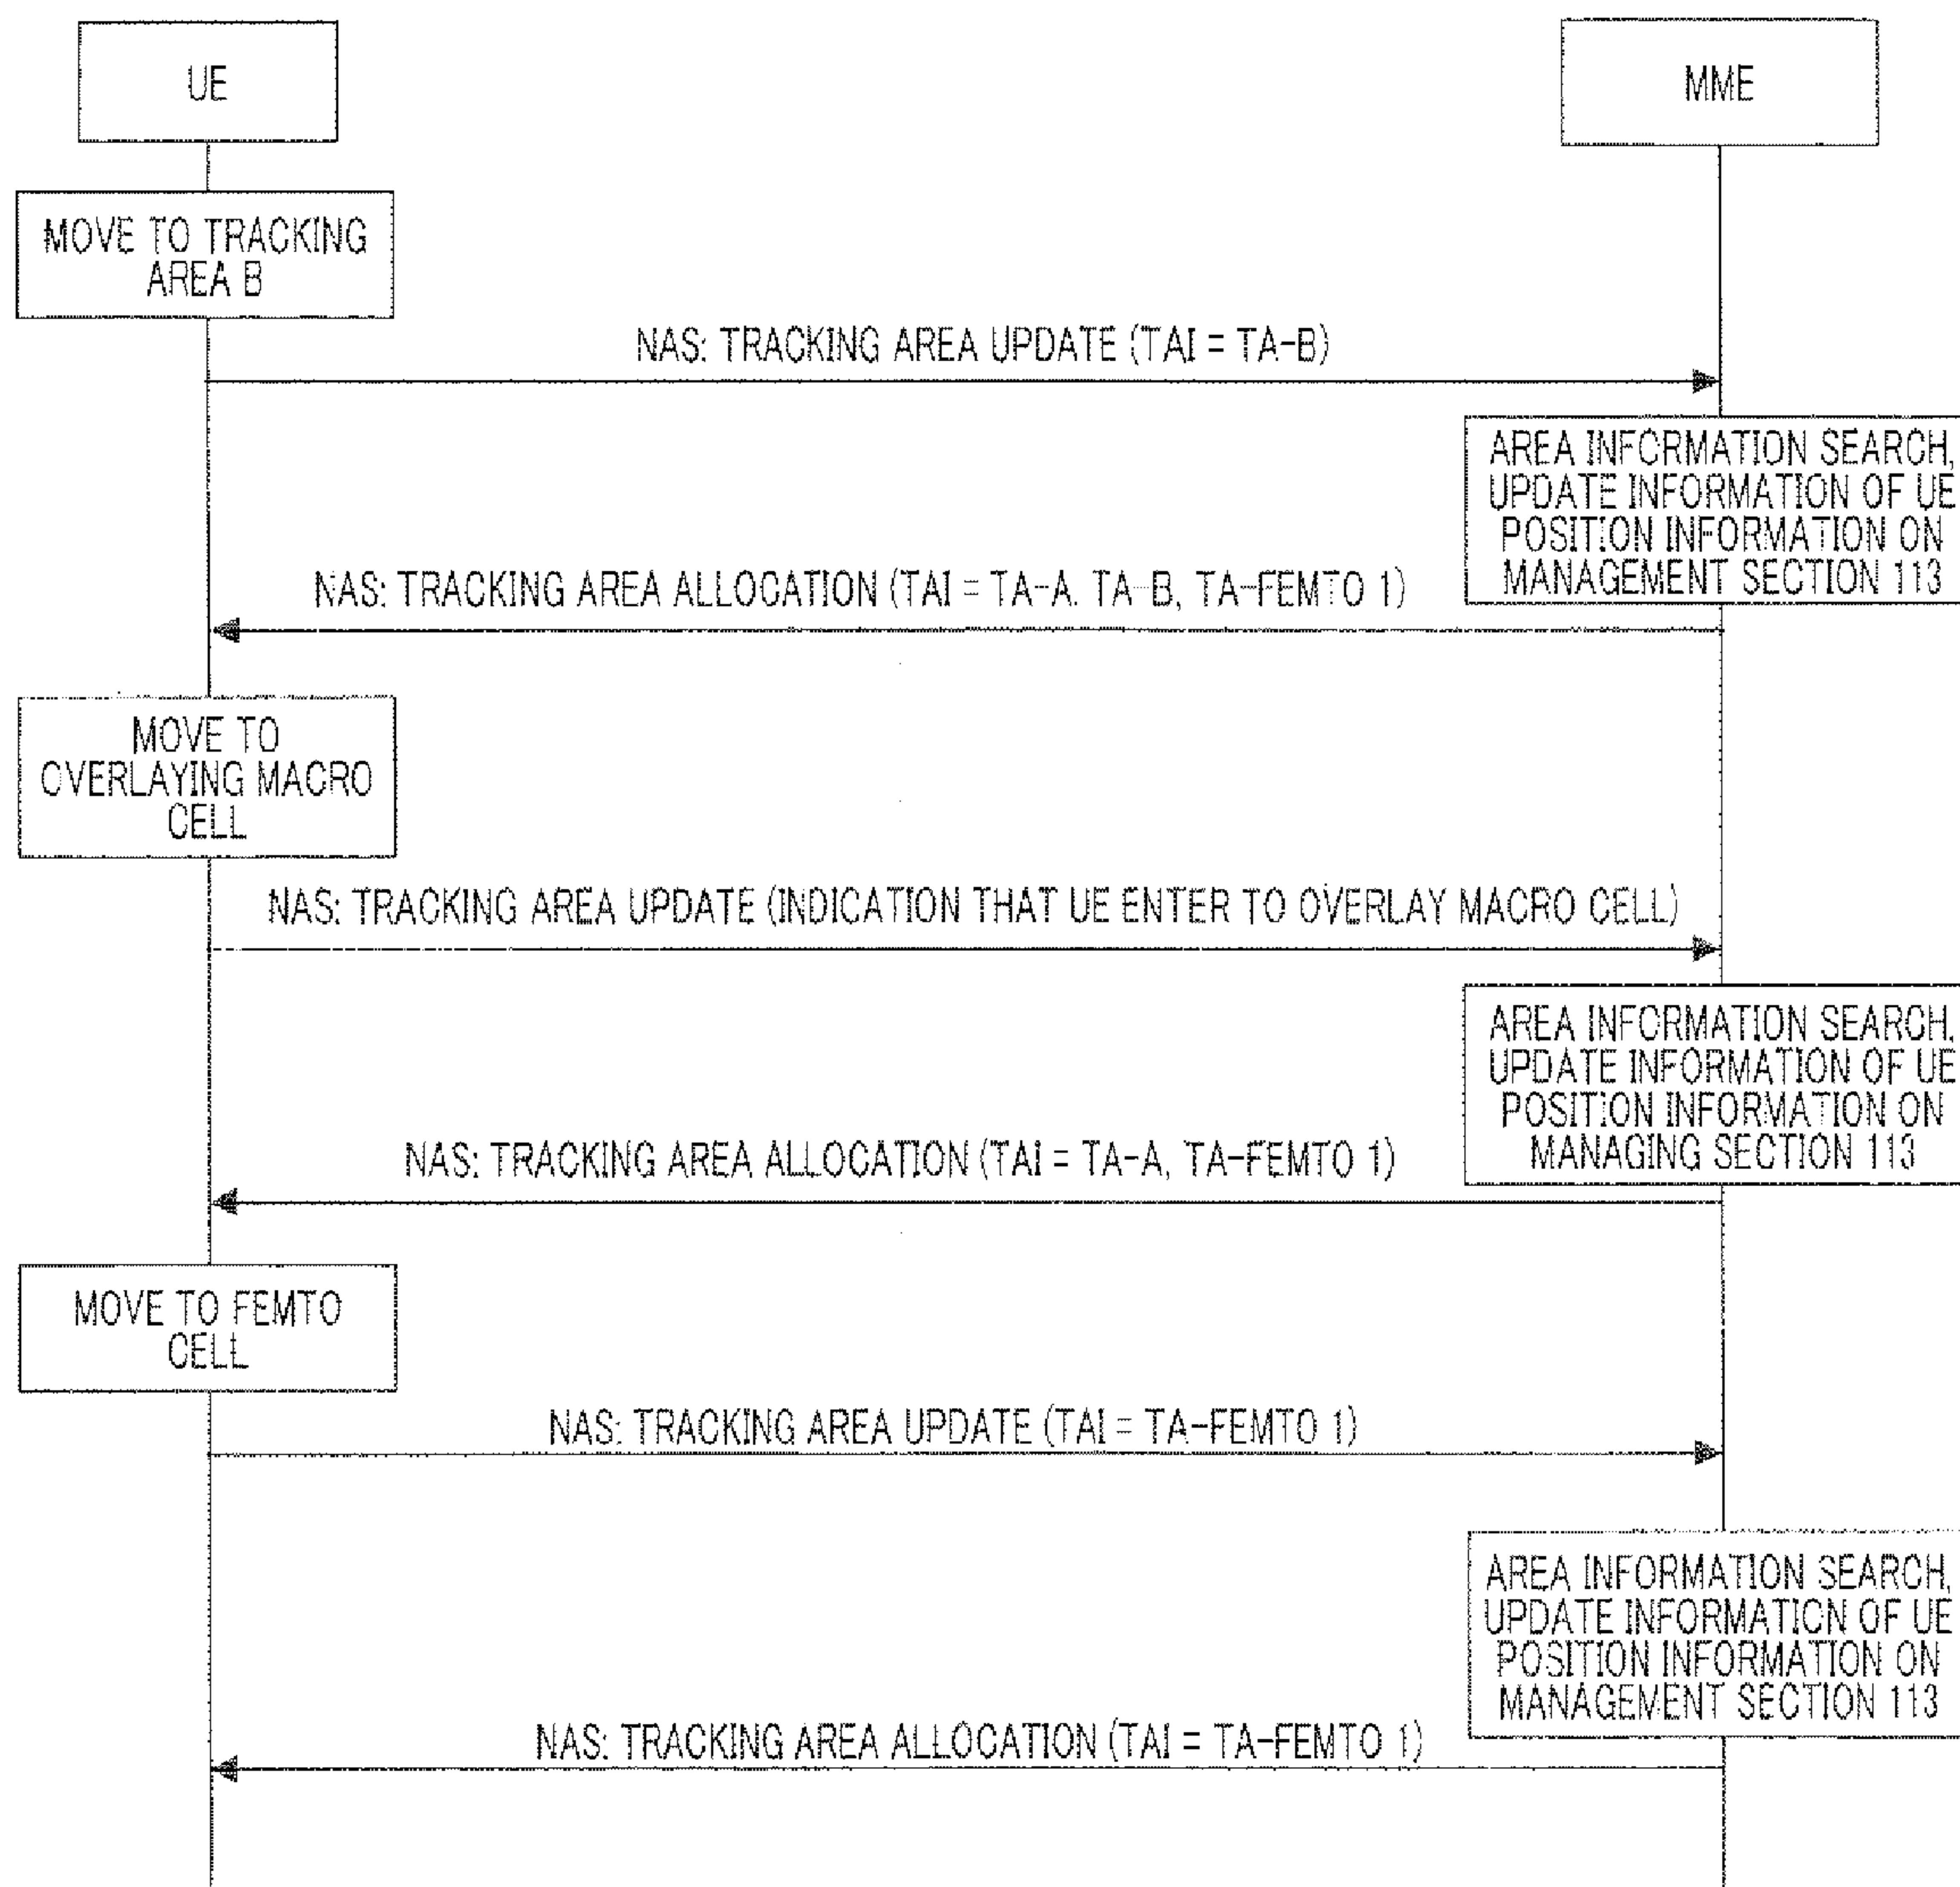 UE
MME
MOVE TO TRACKING
AREA B
NAS: TRACKING AREA UPDATE (TAI = TA-B)
AREA INFORMATION SEARCH,
UPDATE INFORMATION OF UE
POSITION INFORMATION ON
MANAGEMENT SECTION 113
NAS: TRACKING AREA ALLOCATION (TAI = TA-A. TA-B, TA-FEMTO 1)
MOVE TO
OVERLAYING MACRO
CELL
NAS: TRACKING AREA UPDATE (INDICATION THAT UE ENTER TO OVERLAY MACRO CELL)
AREA INFORMATION SEARCH.
UPDATE INFORMATION OF UE
POSITION INFORMATION ON
MANAGING SECTION 113
NAS: TRACKING AREA ALLOCATION (TAI = TA-A, TA-FEMTO 1)
MOVE TO FEMTO
CELL
NAS: TRACKING AREA UPDATE (TAI = TA-FEMTO 1)
AREA INFORMATION SEARCH,
UPDATE INFORMATION OF UE
POSITION INFORMATION ON
MANAGEMENT SECTION 113
NAS: TRACKING AREA ALLOCATION (TAI = TA-FEMTO 1)